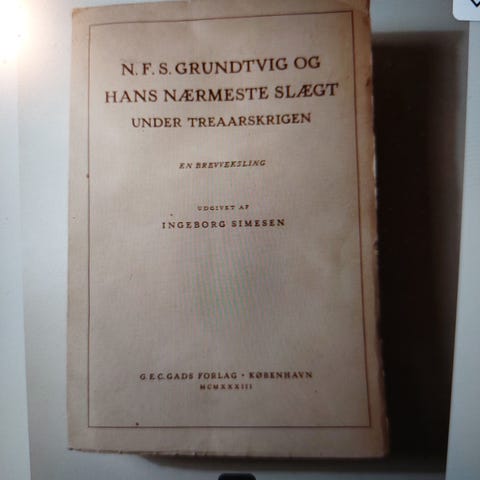 N. F. S. GRUNDTVIG OG
HANS NÆRMESTE SLÆGT
UNDER TREAARSKRIGEN
EN BREVVEKSLING
UDGIVET AF
INGEBORG SIMESEN
G.E.C. GADS FORLAG • KØBENHAVN
MCMXXXIII